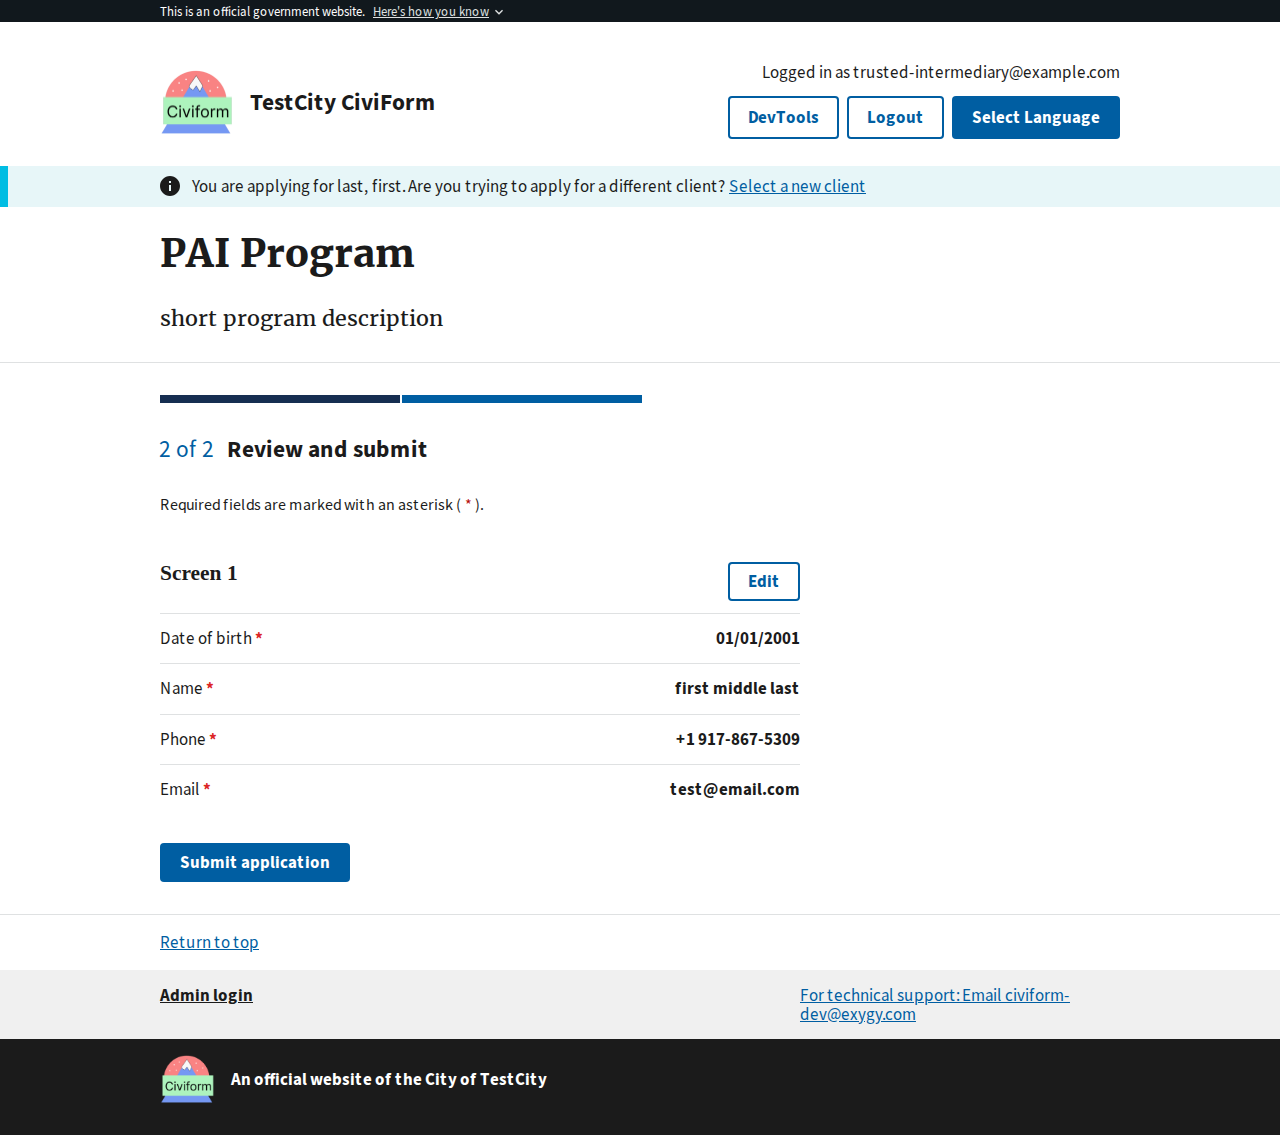 This is an official government website. Here's how you know
Logged in as trusted-intermediary@example.com
Civiform
TestCity CiviForm
DevTools
Logout
Select Language
You are applying for last, first. Are you trying to apply for a different client? Select a new client
PAI Program
short program description
2 of 2 Review and submit
Required fields are marked with an asterisk ( * ).
Screen 1
Edit
Date of birth * 01/01/2001
Name * first middle last
Phone * +1 917-867-5309
Email * test@email.com
Submit application
Return to top
Admin login
For technical support: Email civiform-
dev@exygy.com
Civiform
An official website of the City of TestCity